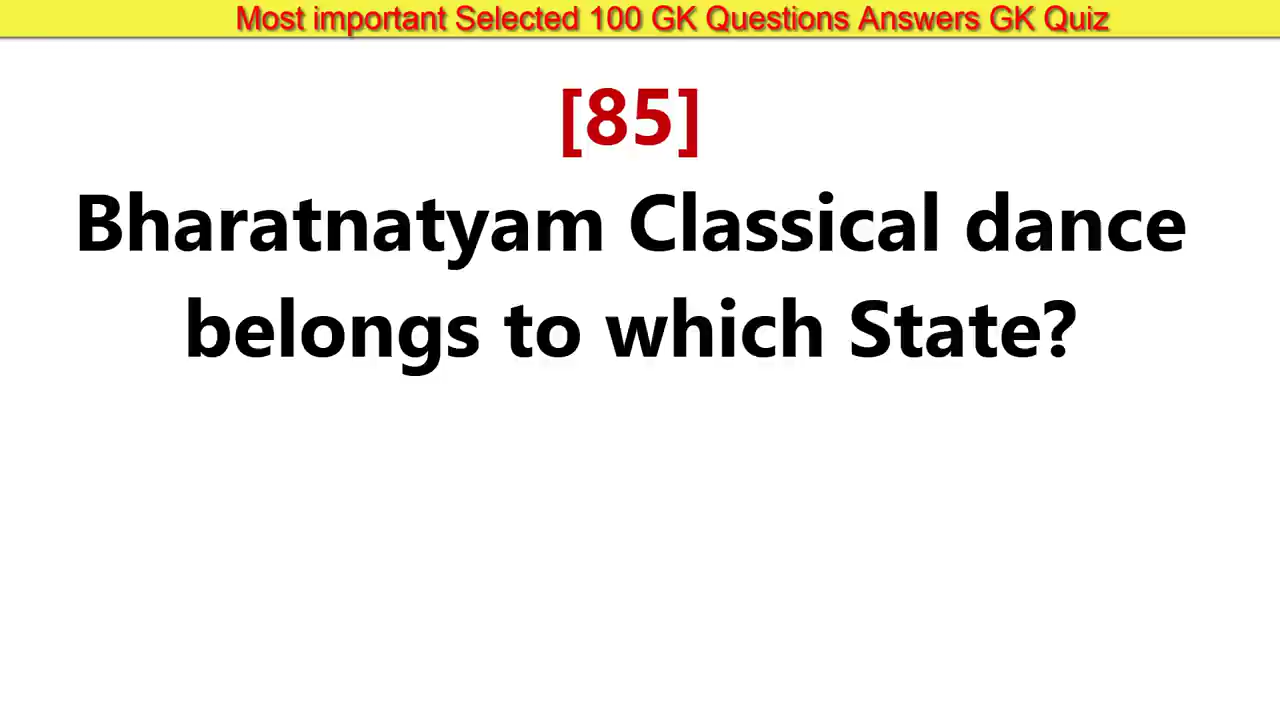 Most important Selected 100 GK Questions Answers GK Quiz
[85]
Bharatnatyam Classical dance
belongs to which State?